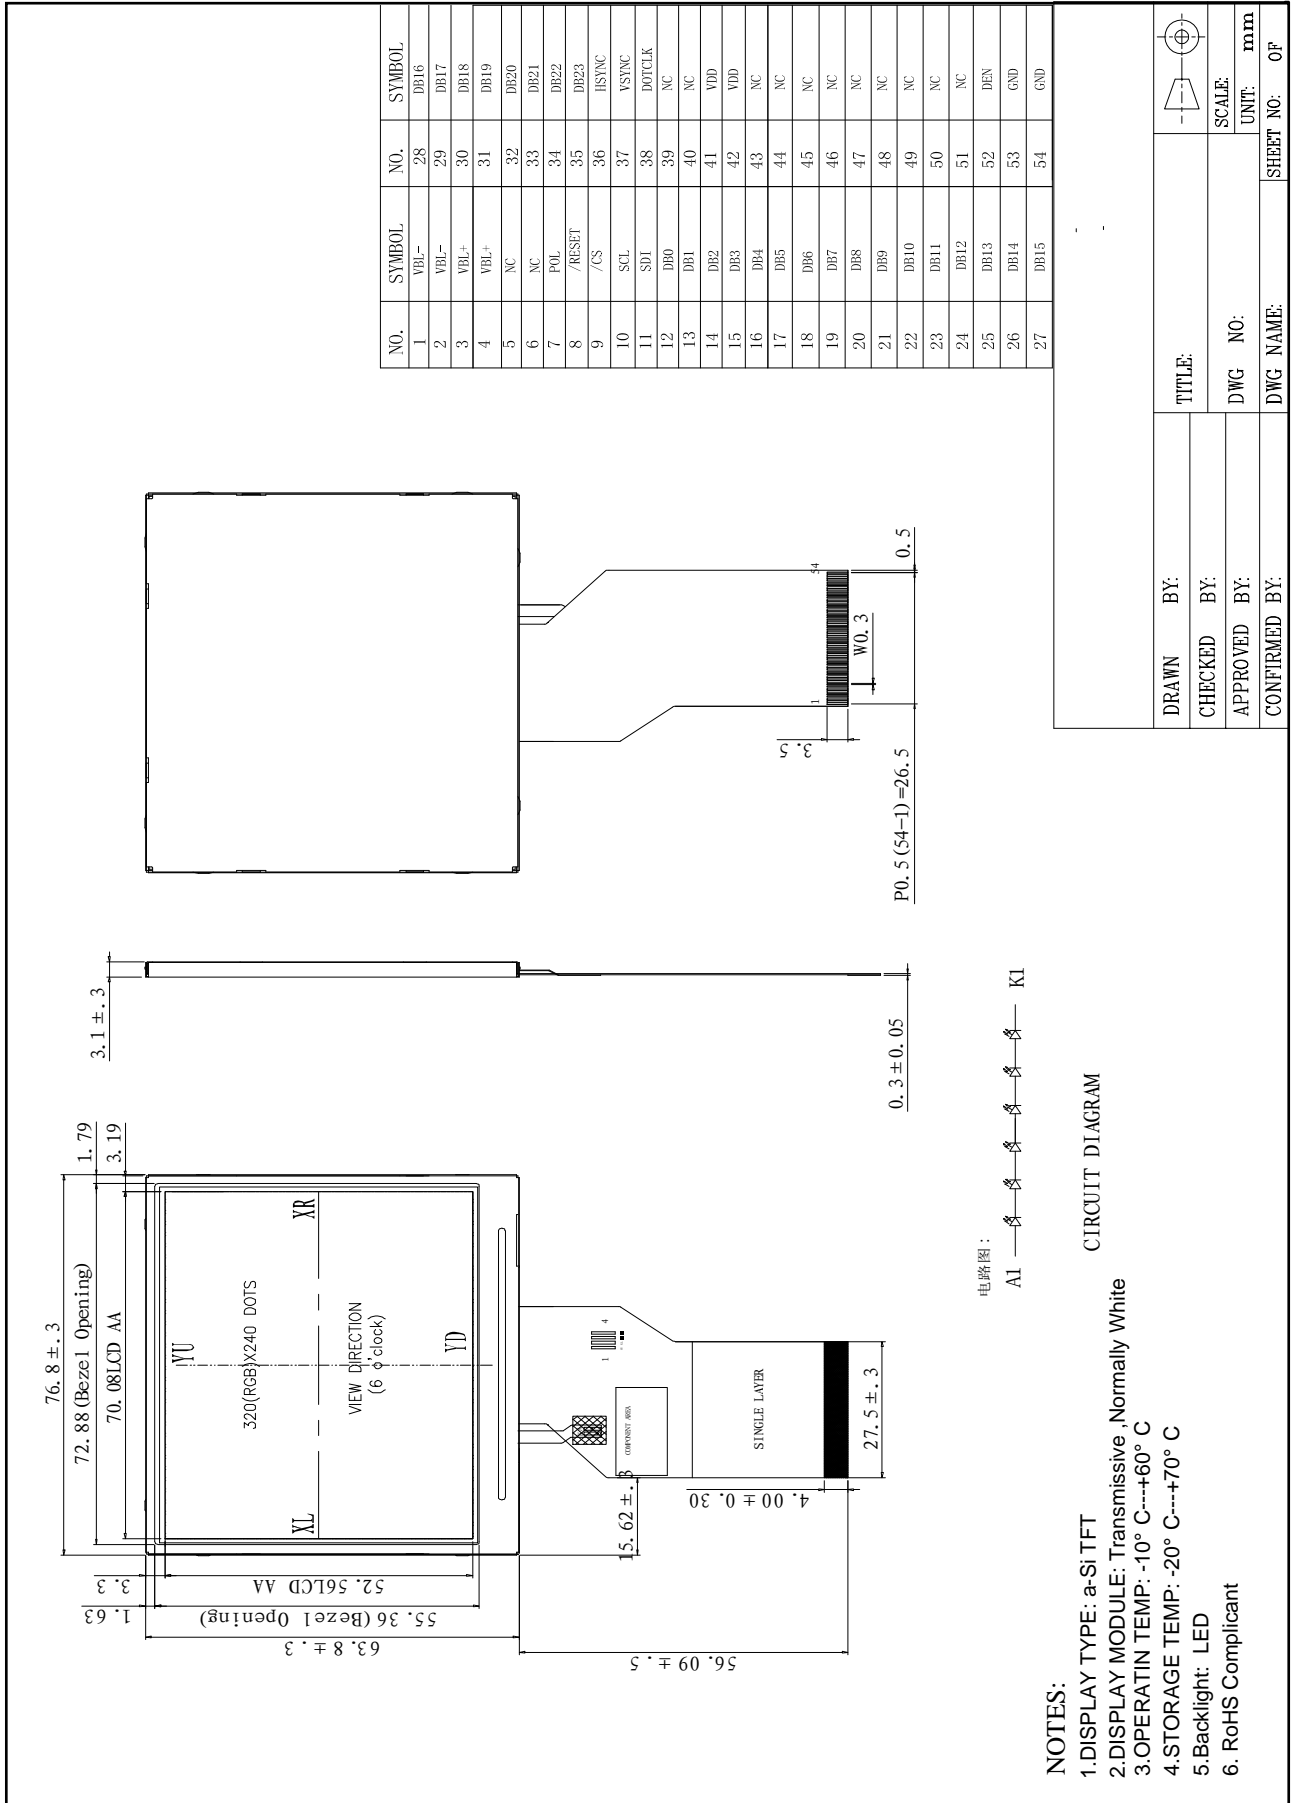 76.8±.3
72.88(Bezel Opening)
70.08LCD AA
1.79
3.19
3.1±.3
YU
XL
XR
YD
320(RGB)X240 DOTS
VIEW DIRECTION
(6 o'clock)
3.3
1.63
52.56LCD AA
55.36(Bezel Opening)
63.8±.3
56.09±.5
15.62±.3
COMPONENT AREA
1
4
SINGLE LAYER
4.00±0.30
27.5±.3
0.3±0.05
3.5
1
54
W0.3
0.5
P0.5(54-1)=26.5
电路图:
A1
K1
CIRCUIT DIAGRAM
NO. SYMBOL NO. SYMBOL
1 VBL- 28 DB16
2 VBL- 29 DB17
3 VBL+ 30 DB18
4 VBL+ 31 DB19
5 NC 32 DB20
6 NC 33 DB21
7 POL 34 DB22
8 /RESET 35 DB23
9 /CS 36 HSYNC
10 SCL 37 VSYNC
11 SDI 38 DOTCLK
12 DB0 39 NC
13 DB1 40 NC
14 DB2 41 VDD
15 DB3 42 VDD
16 DB4 43 NC
17 DB5 44 NC
18 DB6 45 NC
19 DB7 46 NC
20 DB8 47 NC
21 DB9 48 NC
22 DB10 49 NC
23 DB11 50 NC
24 DB12 51 NC
25 DB13 52 DEN
26 DB14 53 GND
27 DB15 54 GND
NOTES:
1.DISPLAY TYPE: a-Si TFT
2.DISPLAY MODULE: Transmissive ,Normally White
3.OPERATIN TEMP: -10° C---+60° C
4.STORAGE TEMP: -20° C---+70° C
5.Backlight: LED
6. RoHS Complicant
DRAWN BY:
CHECKED BY:
APPROVED BY:
CONFIRMED BY:
TITLE:
DWG NO:
DWG NAME:
SCALE:
UNIT: mm
SHEET NO: OF